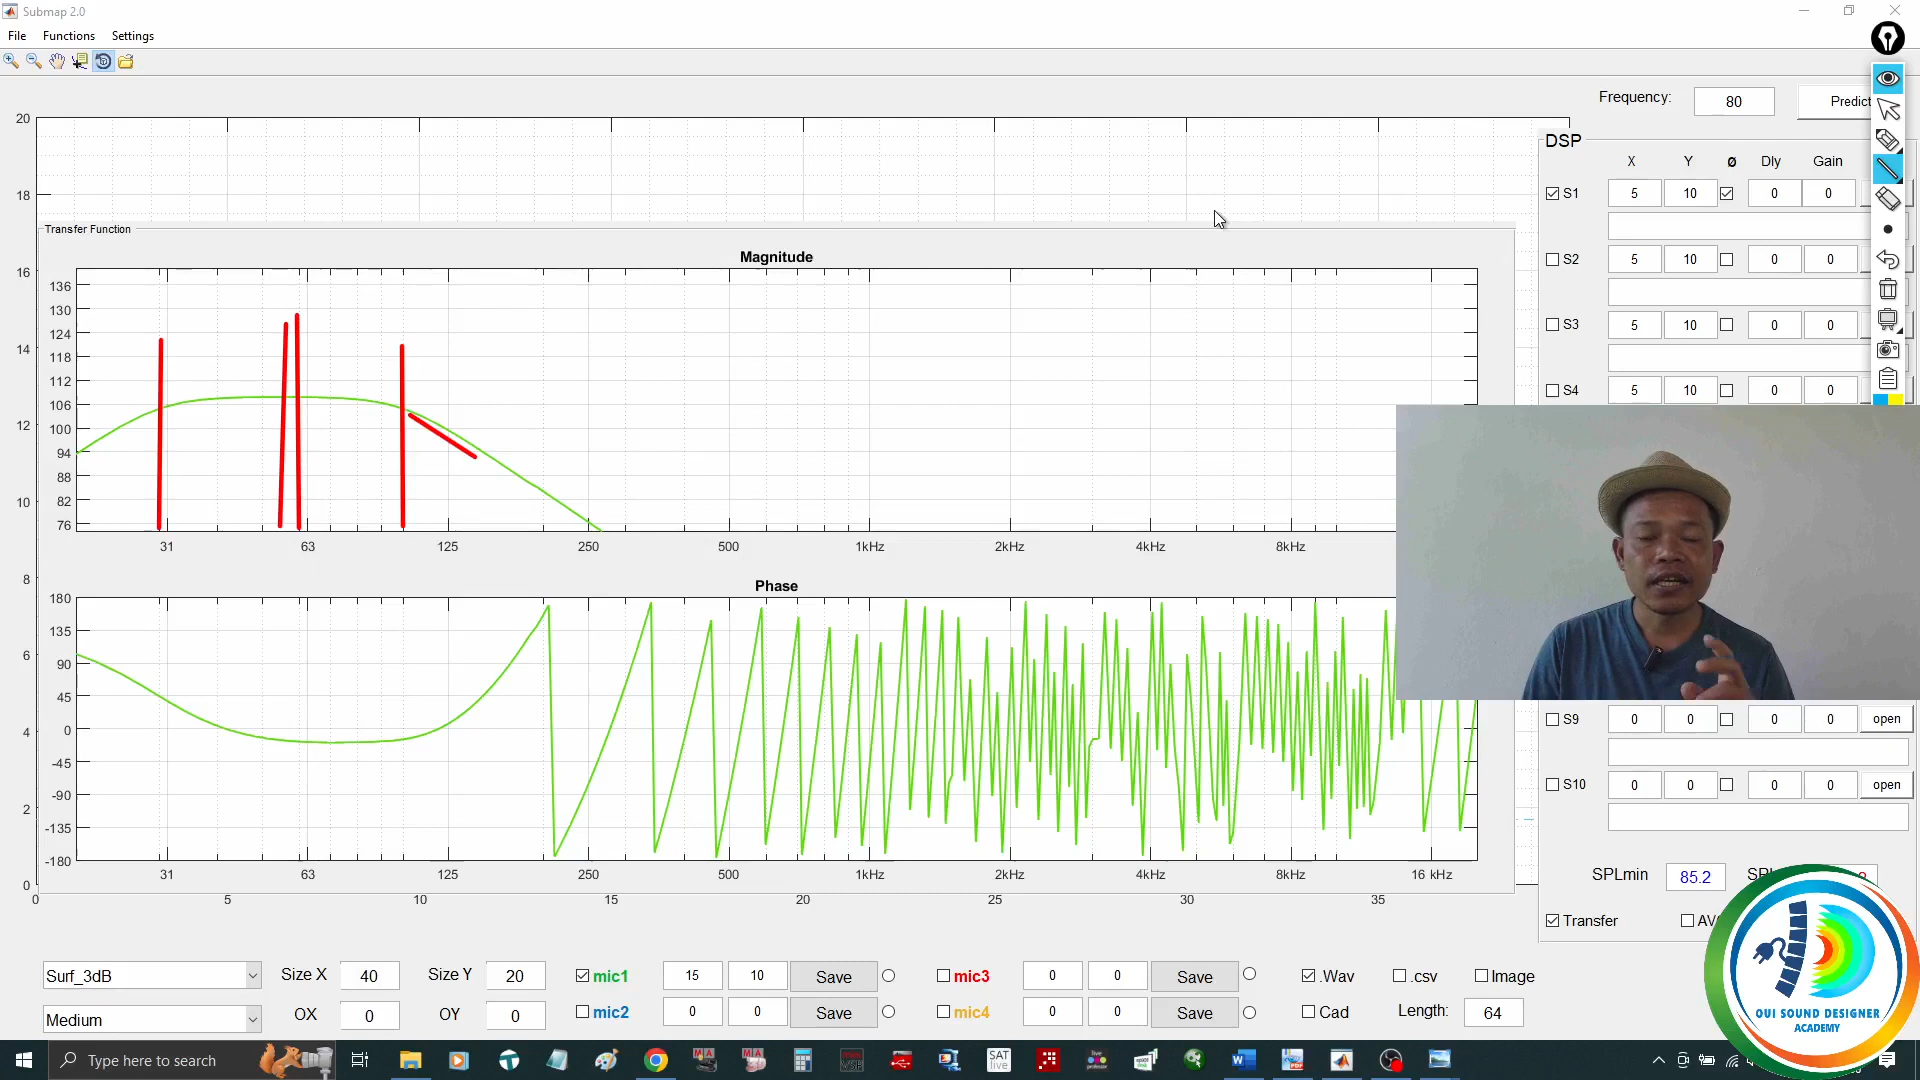 Submap 2.0
File Functions Settings
Frequency: 80 Predict
DSP
X Y ø Dly Gain
S1 5 10 0 0
S2 5 10 0 0
S3 5 10 0 0
S4 5 10 0 0
S9 0 0 0 0 open
S10 0 0 0 0 open
SPLmin 85.2
Transfer
20
18
16
14
12
10
8
6
4
2
0
0 5 10 15 20 25 30 35
Transfer Function
Magnitude
136
130
124
118
112
106
100
94
88
82
76
31 63 125 250 500 1kHz 2kHz 4kHz 8kHz
Phase
180
135
90
45
0
-45
-90
-135
-180
31 63 125 250 500 1kHz 2kHz 4kHz 8kHz 16 kHz
Surf_3dB Size X 40 Size Y 20 mic1 15 10 Save mic3 0 0 Save .Wav .csv Image
Medium OX 0 OY 0 mic2 0 0 Save mic4 0 0 Save Cad Length: 64
OUI SOUND DESIGNER
ACADEMY
Type here to search
SAT
live